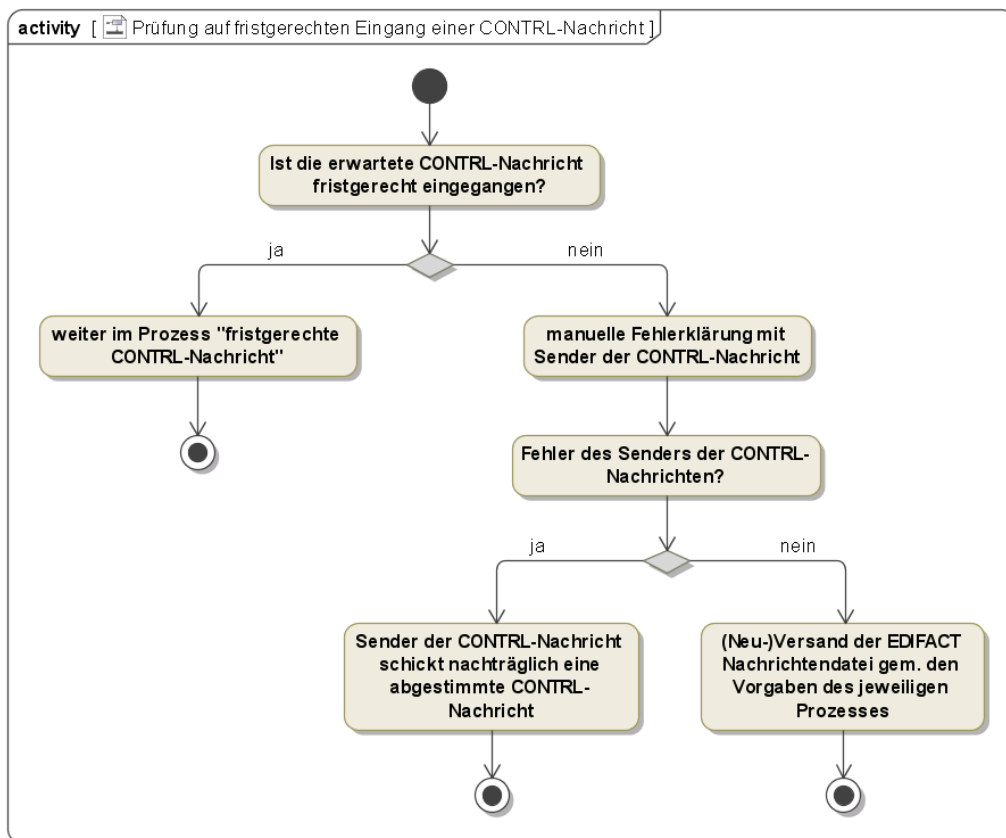 activity [ Prüfung auf fristgerechten Eingang einer CONTRL-Nachricht ]
Ist die erwartete CONTRL-Nachricht
fristgerecht eingegangen?
ja
nein
weiter im Prozess "fristgerechte
CONTRL-Nachricht"
manuelle Fehlerklärung mit
Sender der CONTRL-Nachricht
Fehler des Senders der CONTRL-
Nachrichten?
ja
nein
Sender der CONTRL-Nachricht
schickt nachträglich eine
abgestimmte CONTRL-
Nachricht
(Neu-)Versand der EDIFACT
Nachrichtendatei gem. den
Vorgaben des jeweiligen
Prozesses